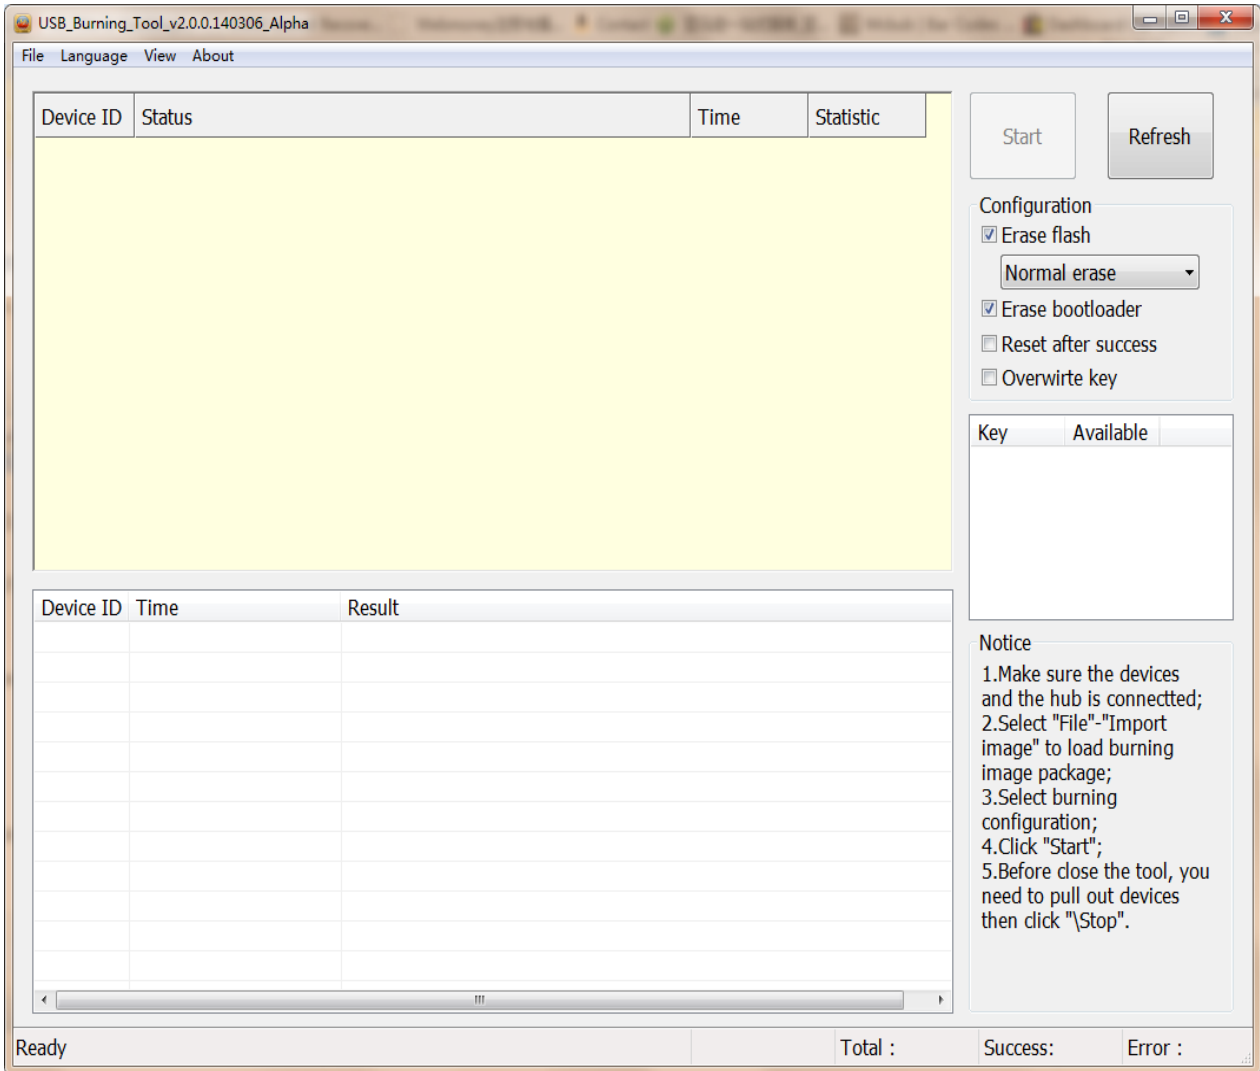 USB_Burning_Tool_v2.0.0.140306_Alpha
File Language View About
Device ID Status Time Statistic
Start
Refresh
Configuration
Erase flash
Normal erase
Erase bootloader
Reset after success
Overwirte key
Key Available
Device ID Time Result
Notice
1.Make sure the devices
and the hub is connectted;
2.Select "File"-"Import
image" to load burning
image package;
3.Select burning
configuration;
4.Click "Start";
5.Before close the tool, you
need to pull out devices
then click "\Stop".
Ready Total : Success: Error :